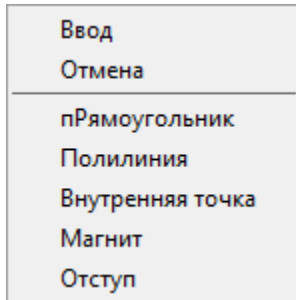 Ввод
Отмена
пРямоугольник
Полилиния
Внутренняя точка
Магнит
Отступ